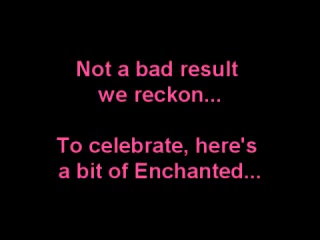 Not a bad result
we reckon...
To celebrate, here's
a bit of Enchanted...